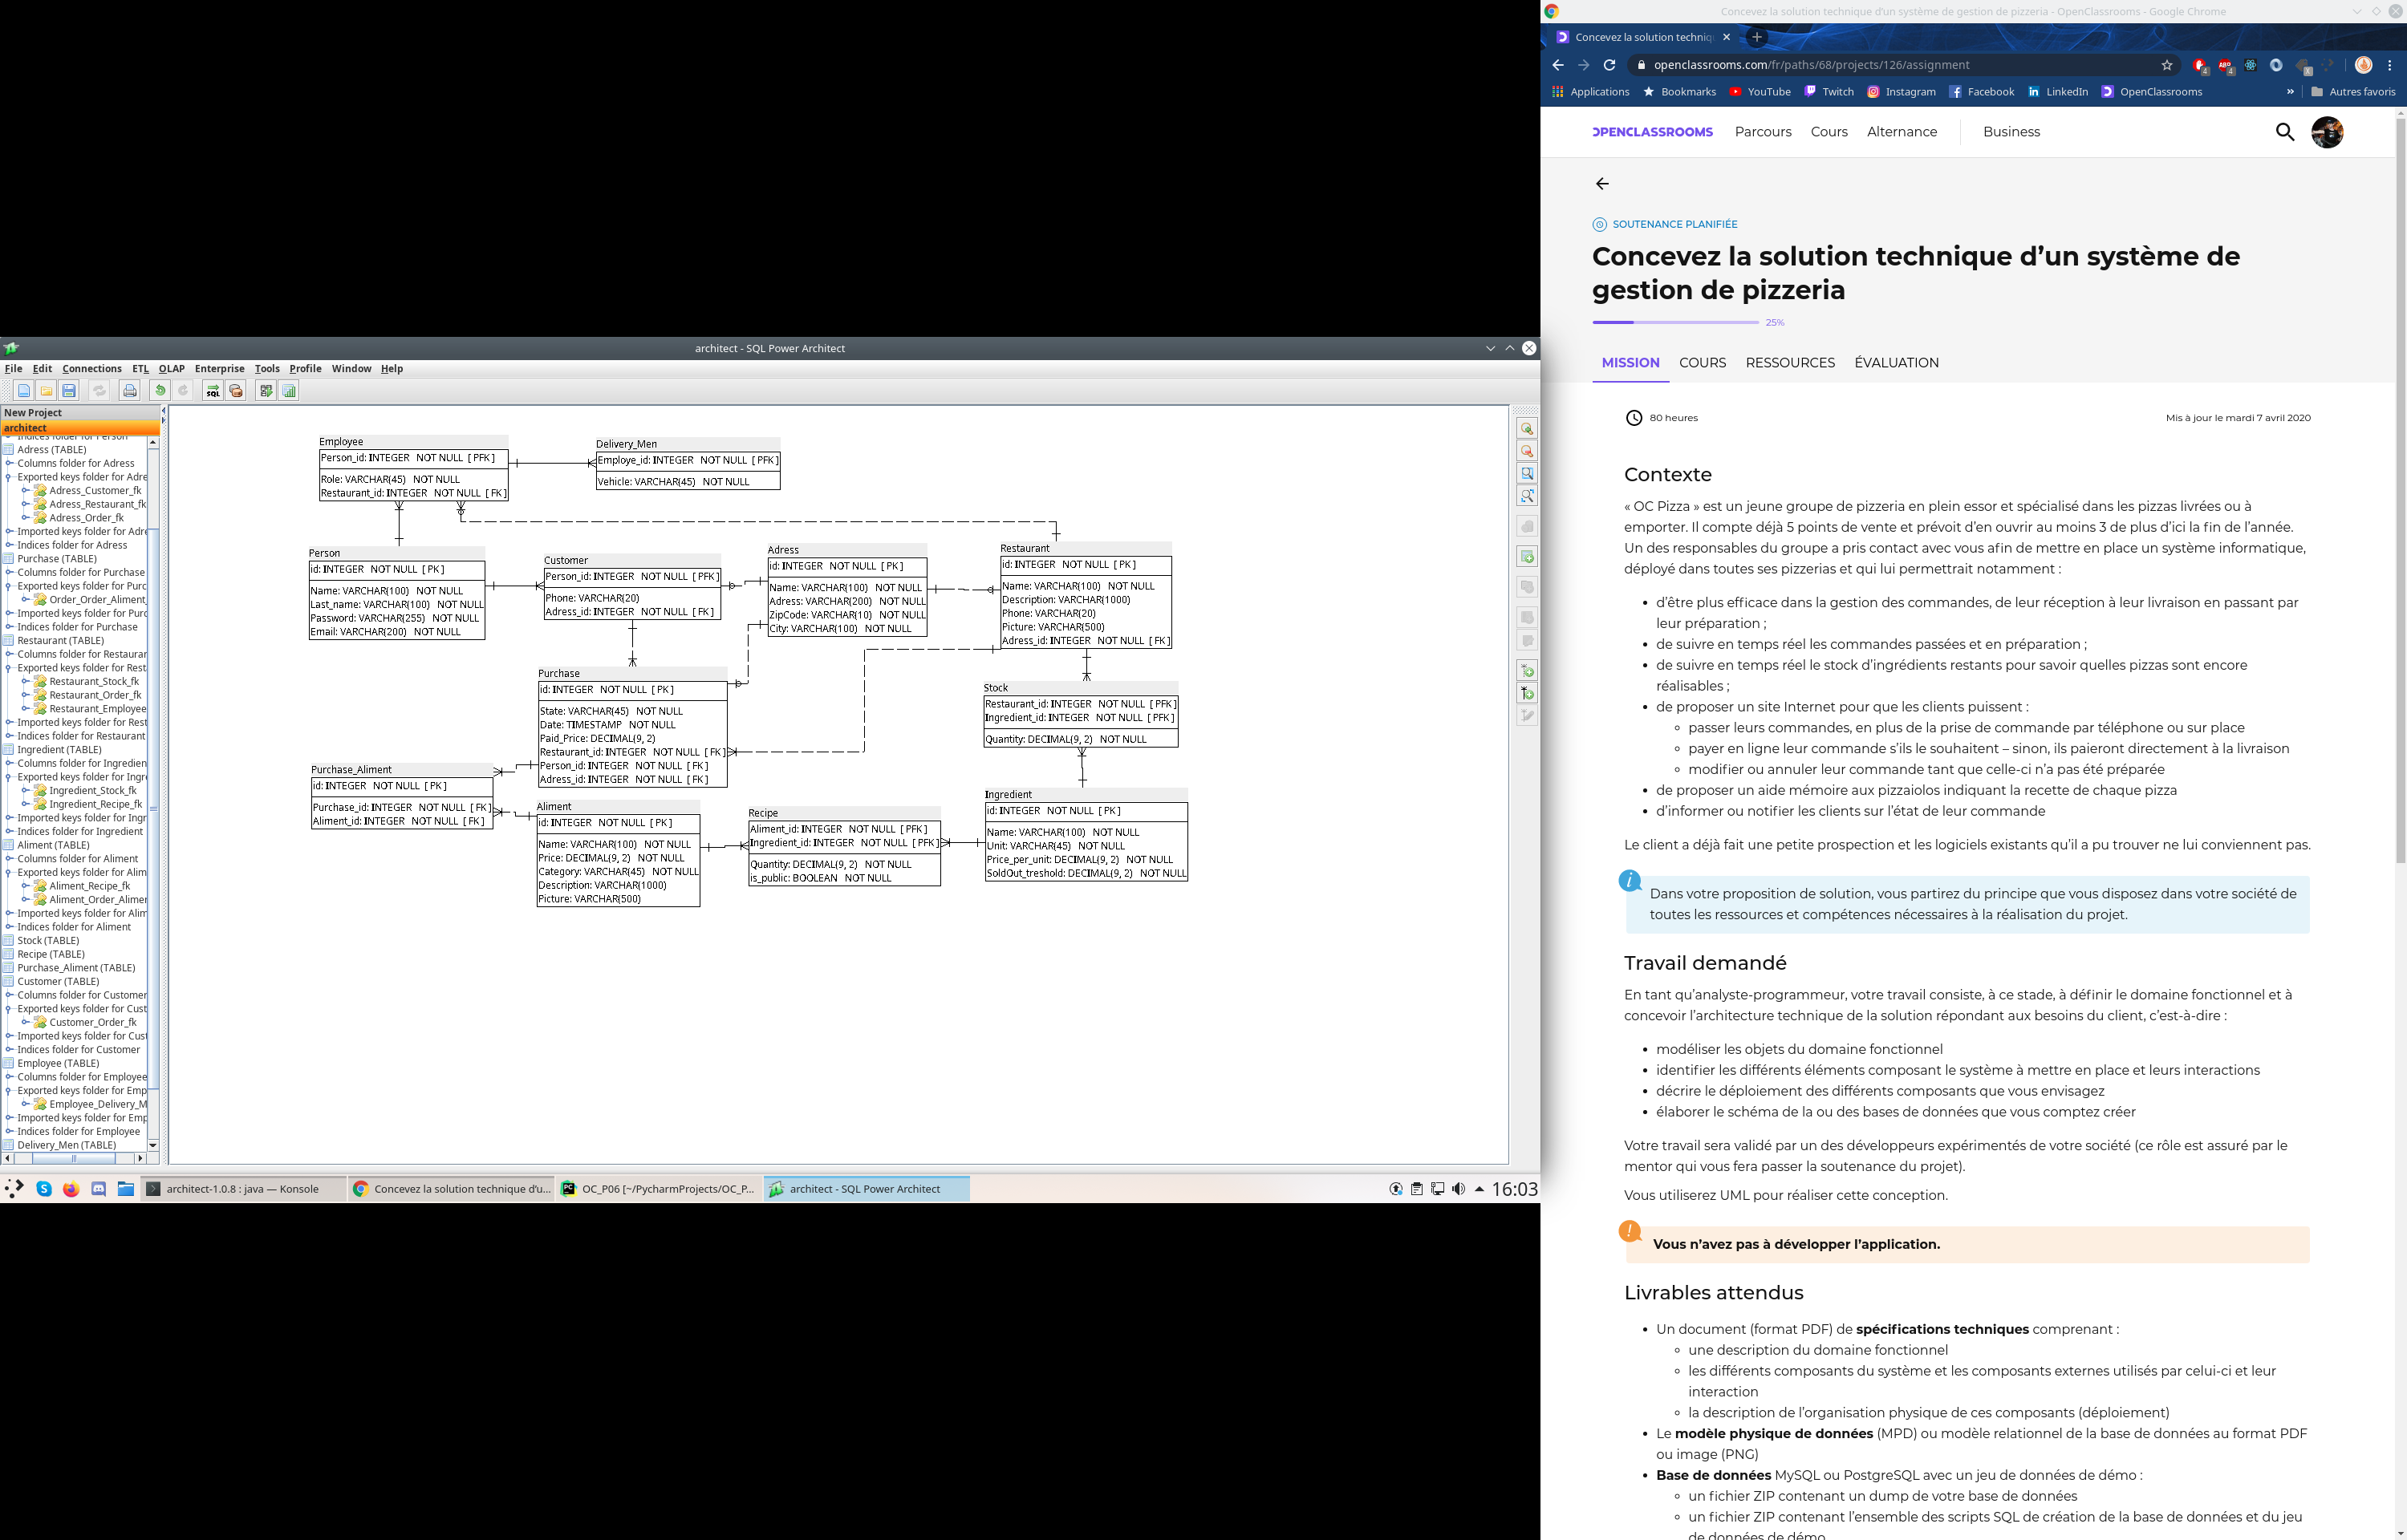 architect - SQL Power Architect
File Edit Connections ETL OLAP Enterprise Tools Profile Window Help
SQL
New Project
architect
Indices folder for Person
Adress (TABLE)
Columns folder for Adress
Exported keys folder for Adre
Adress_Customer_fk
Adress_Restaurant_fk
Adress_Order_fk
Imported keys folder for Adre
Indices folder for Adress
Purchase (TABLE)
Columns folder for Purchase
Exported keys folder for Purc
Order_Order_Aliment_
Imported keys folder for Purc
Indices folder for Purchase
Restaurant (TABLE)
Columns folder for Restauran
Exported keys folder for Rest
Restaurant_Stock_fk
Restaurant_Order_fk
Restaurant_Employee
Imported keys folder for Rest
Indices folder for Restaurant
Ingredient (TABLE)
Columns folder for Ingredien
Exported keys folder for Ingre
Ingredient_Stock_fk
Ingredient_Recipe_fk
Imported keys folder for Ingr
Indices folder for Ingredient
Aliment (TABLE)
Columns folder for Aliment
Exported keys folder for Alim
Aliment_Recipe_fk
Aliment_Order_Alimer
Imported keys folder for Alim
Indices folder for Aliment
Stock (TABLE)
Recipe (TABLE)
Purchase_Aliment (TABLE)
Customer (TABLE)
Columns folder for Customer
Exported keys folder for Cust
Customer_Order_fk
Imported keys folder for Cust
Indices folder for Customer
Employee (TABLE)
Columns folder for Employee
Exported keys folder for Emp
Employee_Delivery_M
Imported keys folder for Emp
Indices folder for Employee
Delivery_Men (TABLE)
Employee
Person_id: INTEGER NOT NULL [ PFK ]
Role: VARCHAR(45) NOT NULL
Restaurant_id: INTEGER NOT NULL [ FK ]
Delivery_Men
Employe_id: INTEGER NOT NULL [ PFK ]
Vehicle: VARCHAR(45) NOT NULL
Person
id: INTEGER NOT NULL [ PK ]
Name: VARCHAR(100) NOT NULL
Last_name: VARCHAR(100) NOT NULL
Password: VARCHAR(255) NOT NULL
Email: VARCHAR(200) NOT NULL
Customer
Person_id: INTEGER NOT NULL [ PFK ]
Phone: VARCHAR(20)
Adress_id: INTEGER NOT NULL [ FK ]
Adress
id: INTEGER NOT NULL [ PK ]
Name: VARCHAR(100) NOT NULL
Adress: VARCHAR(200) NOT NULL
ZipCode: VARCHAR(10) NOT NULL
City: VARCHAR(100) NOT NULL
Restaurant
id: INTEGER NOT NULL [ PK ]
Name: VARCHAR(100) NOT NULL
Description: VARCHAR(1000)
Phone: VARCHAR(20)
Picture: VARCHAR(500)
Adress_id: INTEGER NOT NULL [ FK ]
Purchase
id: INTEGER NOT NULL [ PK ]
State: VARCHAR(45) NOT NULL
Date: TIMESTAMP NOT NULL
Paid_Price: DECIMAL(9, 2)
Restaurant_id: INTEGER NOT NULL [ FK ]
Person_id: INTEGER NOT NULL [ FK ]
Adress_id: INTEGER NOT NULL [ FK ]
Stock
Restaurant_id: INTEGER NOT NULL [ PFK ]
Ingredient_id: INTEGER NOT NULL [ PFK ]
Quantity: DECIMAL(9, 2) NOT NULL
Purchase_Aliment
id: INTEGER NOT NULL [ PK ]
Purchase_id: INTEGER NOT NULL [ FK ]
Aliment_id: INTEGER NOT NULL [ FK ]
Aliment
id: INTEGER NOT NULL [ PK ]
Name: VARCHAR(100) NOT NULL
Price: DECIMAL(9, 2) NOT NULL
Category: VARCHAR(45) NOT NULL
Description: VARCHAR(1000)
Picture: VARCHAR(500)
Recipe
Aliment_id: INTEGER NOT NULL [ PFK ]
Ingredient_id: INTEGER NOT NULL [ PFK ]
Quantity: DECIMAL(9, 2) NOT NULL
is_public: BOOLEAN NOT NULL
Ingredient
id: INTEGER NOT NULL [ PK ]
Name: VARCHAR(100) NOT NULL
Unit: VARCHAR(45) NOT NULL
Price_per_unit: DECIMAL(9, 2) NOT NULL
SoldOut_treshold: DECIMAL(9, 2) NOT NULL
architect-1.0.8 : java — Konsole
Concevez la solution technique d'u...
OC_P06 [~/PycharmProjects/OC_P...
architect - SQL Power Architect
16:03
Concevez la solution technique d'un système de gestion de pizzeria - OpenClassrooms - Google Chrome
Concevez la solution techniqu
openclassrooms.com/fr/paths/68/projects/126/assignment
Applications Bookmarks YouTube Twitch Instagram Facebook LinkedIn OpenClassrooms » Autres favoris
OPENCLASSROOMS Parcours Cours Alternance Business
SOUTENANCE PLANIFIÉE
Concevez la solution technique d'un système de
gestion de pizzeria
25%
MISSION COURS RESSOURCES ÉVALUATION
80 heures
Mis à jour le mardi 7 avril 2020
Contexte
« OC Pizza » est un jeune groupe de pizzeria en plein essor et spécialisé dans les pizzas livrées ou à
emporter. Il compte déjà 5 points de vente et prévoit d'en ouvrir au moins 3 de plus d'ici la fin de l'année.
Un des responsables du groupe a pris contact avec vous afin de mettre en place un système informatique,
déployé dans toutes ses pizzerias et qui lui permettrait notamment :
• d'être plus efficace dans la gestion des commandes, de leur réception à leur livraison en passant par
leur préparation ;
• de suivre en temps réel les commandes passées et en préparation ;
• de suivre en temps réel le stock d'ingrédients restants pour savoir quelles pizzas sont encore
réalisables ;
• de proposer un site Internet pour que les clients puissent :
◦ passer leurs commandes, en plus de la prise de commande par téléphone ou sur place
◦ payer en ligne leur commande s'ils le souhaitent – sinon, ils paieront directement à la livraison
◦ modifier ou annuler leur commande tant que celle-ci n'a pas été préparée
• de proposer un aide mémoire aux pizzaiolos indiquant la recette de chaque pizza
• d'informer ou notifier les clients sur l'état de leur commande
Le client a déjà fait une petite prospection et les logiciels existants qu'il a pu trouver ne lui conviennent pas.
Dans votre proposition de solution, vous partirez du principe que vous disposez dans votre société de
toutes les ressources et compétences nécessaires à la réalisation du projet.
Travail demandé
En tant qu'analyste-programmeur, votre travail consiste, à ce stade, à définir le domaine fonctionnel et à
concevoir l'architecture technique de la solution répondant aux besoins du client, c'est-à-dire :
• modéliser les objets du domaine fonctionnel
• identifier les différents éléments composant le système à mettre en place et leurs interactions
• décrire le déploiement des différents composants que vous envisagez
• élaborer le schéma de la ou des bases de données que vous comptez créer
Votre travail sera validé par un des développeurs expérimentés de votre société (ce rôle est assuré par le
mentor qui vous fera passer la soutenance du projet).
Vous utiliserez UML pour réaliser cette conception.
Vous n'avez pas à développer l'application.
Livrables attendus
• Un document (format PDF) de spécifications techniques comprenant :
◦ une description du domaine fonctionnel
◦ les différents composants du système et les composants externes utilisés par celui-ci et leur
interaction
◦ la description de l'organisation physique de ces composants (déploiement)
• Le modèle physique de données (MPD) ou modèle relationnel de la base de données au format PDF
ou image (PNG)
• Base de données MySQL ou PostgreSQL avec un jeu de données de démo :
◦ un fichier ZIP contenant un dump de votre base de données
◦ un fichier ZIP contenant l'ensemble des scripts SQL de création de la base de données et du jeu
de données de démo